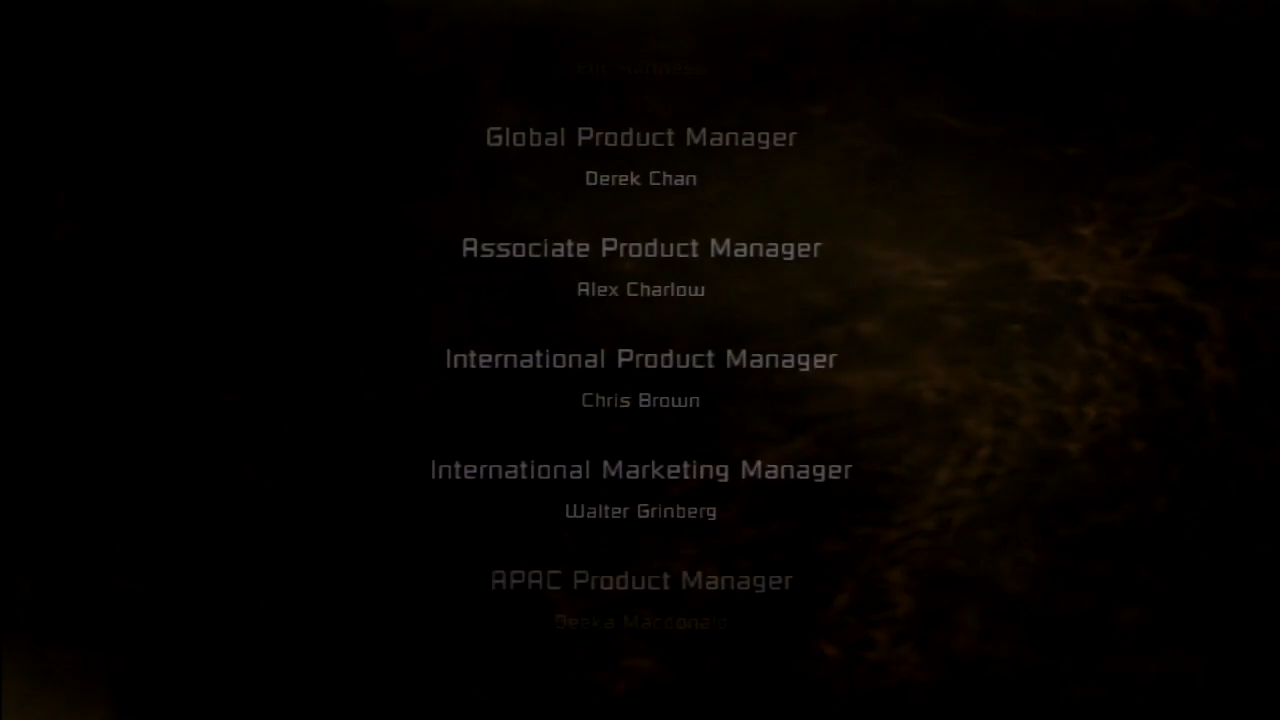 Global Product Manager
Derek Chan
Associate Product Manager
Alex Charlow
International Product Manager
Chris Brown
International Marketing Manager
Walter Grinberg
APAC Product Manager
Macdonald